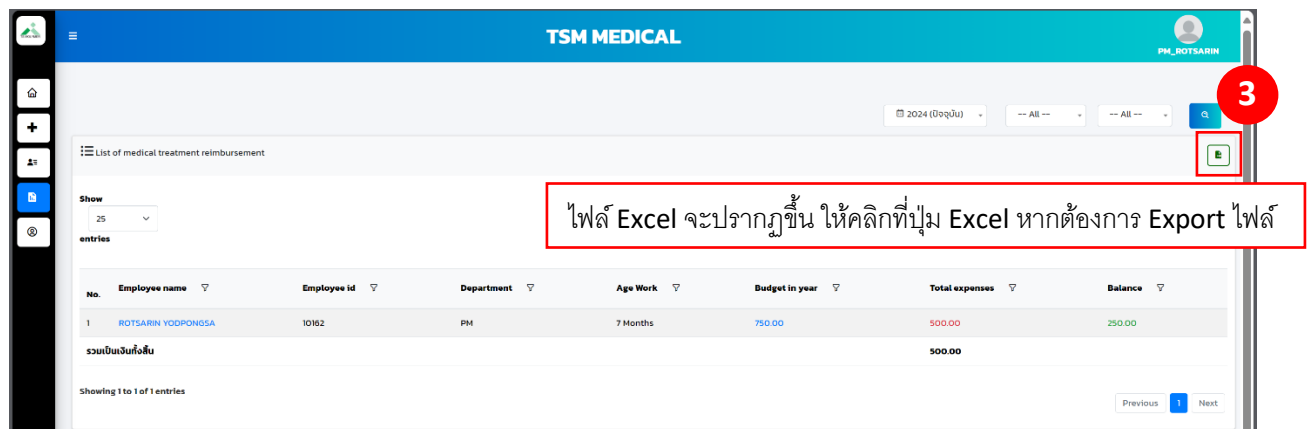 TSM MEDICAL
PM_ROTSARIN
3
2024 (ปัจจุบัน) -- All -- -- All --
List of medical treatment reimbursement
Show
25
entries
ไฟล์ Excel จะปรากฏขึ้น ให้คลิกที่ปุ่ม Excel หากต้องการ Export ไฟล์
No. Employee name Employee id Department Age Work Budget in year Total expenses Balance
1 ROTSARIN YODPONGSA 10162 PM 7 Months 750.00 500.00 250.00
รวมเป็นเงินทั้งสิ้น 500.00
Showing 1 to 1 of 1 entries
Previous 1 Next